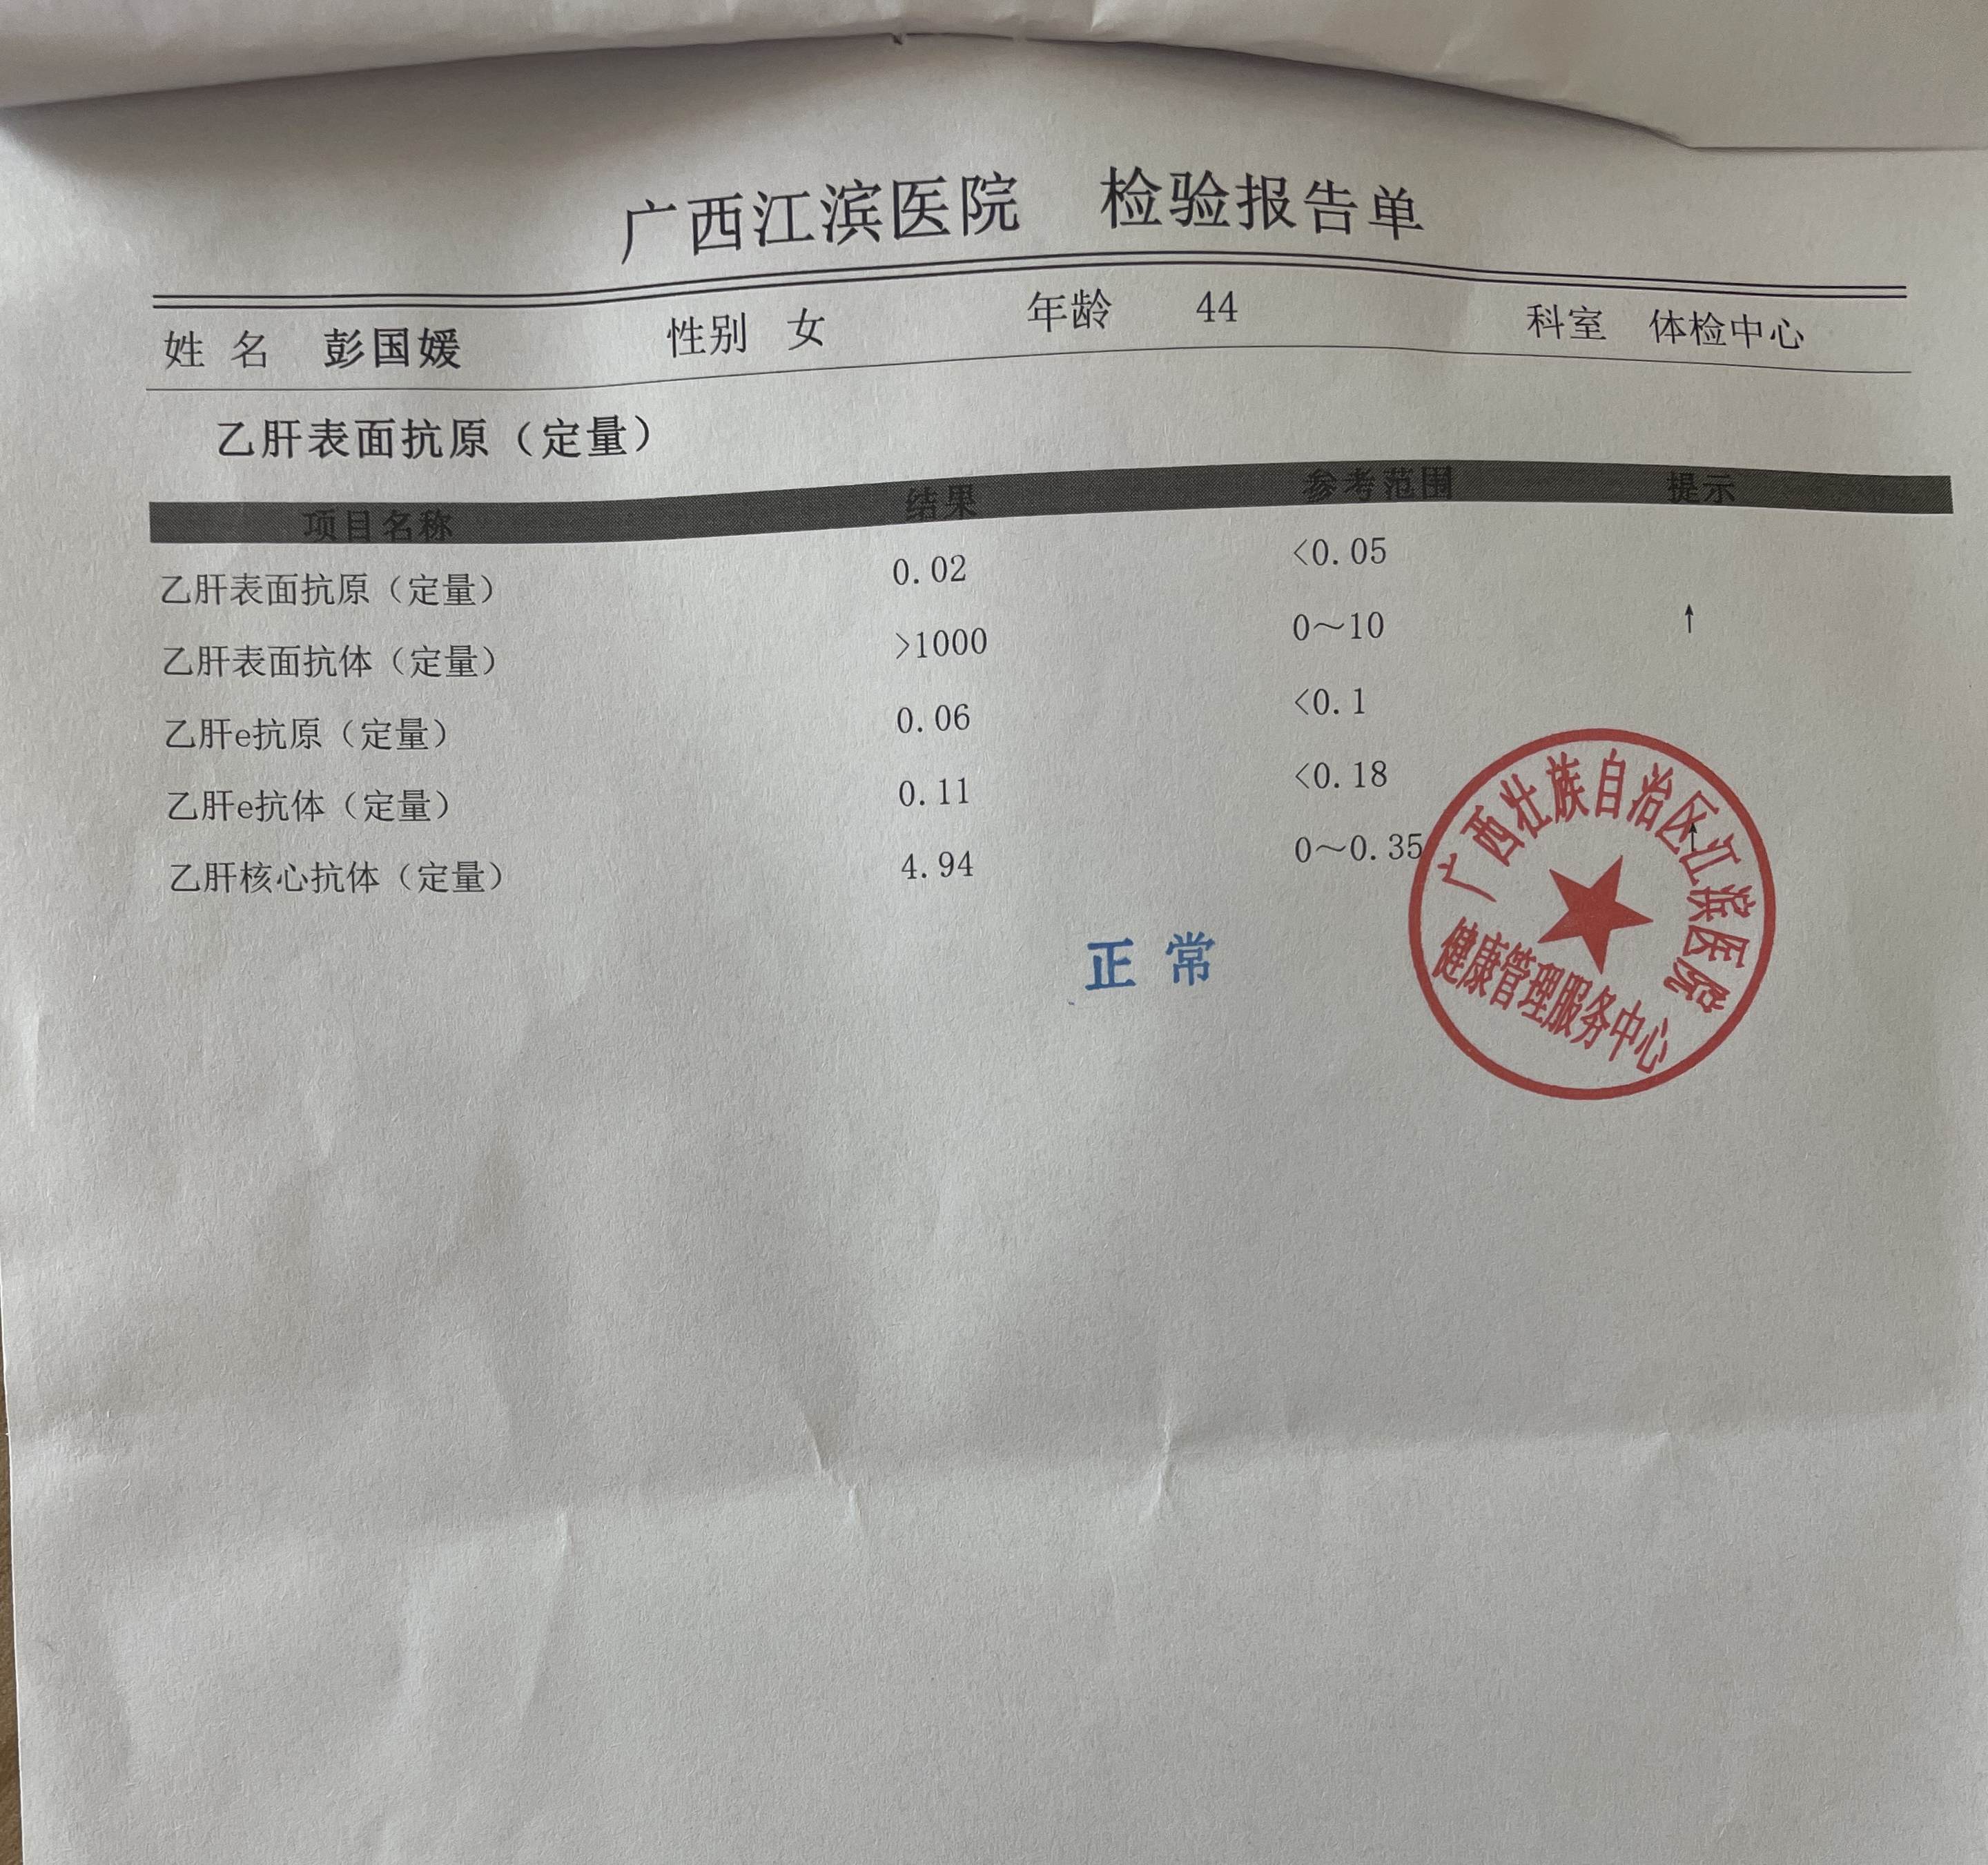 广西江滨医院 检验报告单
姓 名 彭国媛 性别 女 年龄 44 科室 体检中心
乙肝表面抗原（定量）
项目名称 结果 参考范围 提示
乙肝表面抗原（定量） 0.02 <0.05
乙肝表面抗体（定量） >1000 0～10 ↑
乙肝e抗原（定量） 0.06 <0.1
乙肝e抗体（定量） 0.11 <0.18
乙肝核心抗体（定量） 4.94 0～0.35 ↑
正常
广西壮族自治区江滨医院
健康管理服务中心